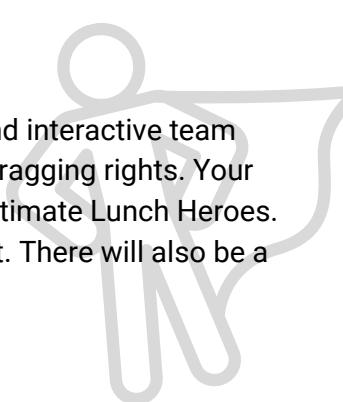 nd interactive team
ragging rights. Your
timate Lunch Heroes.
t. There will also be a